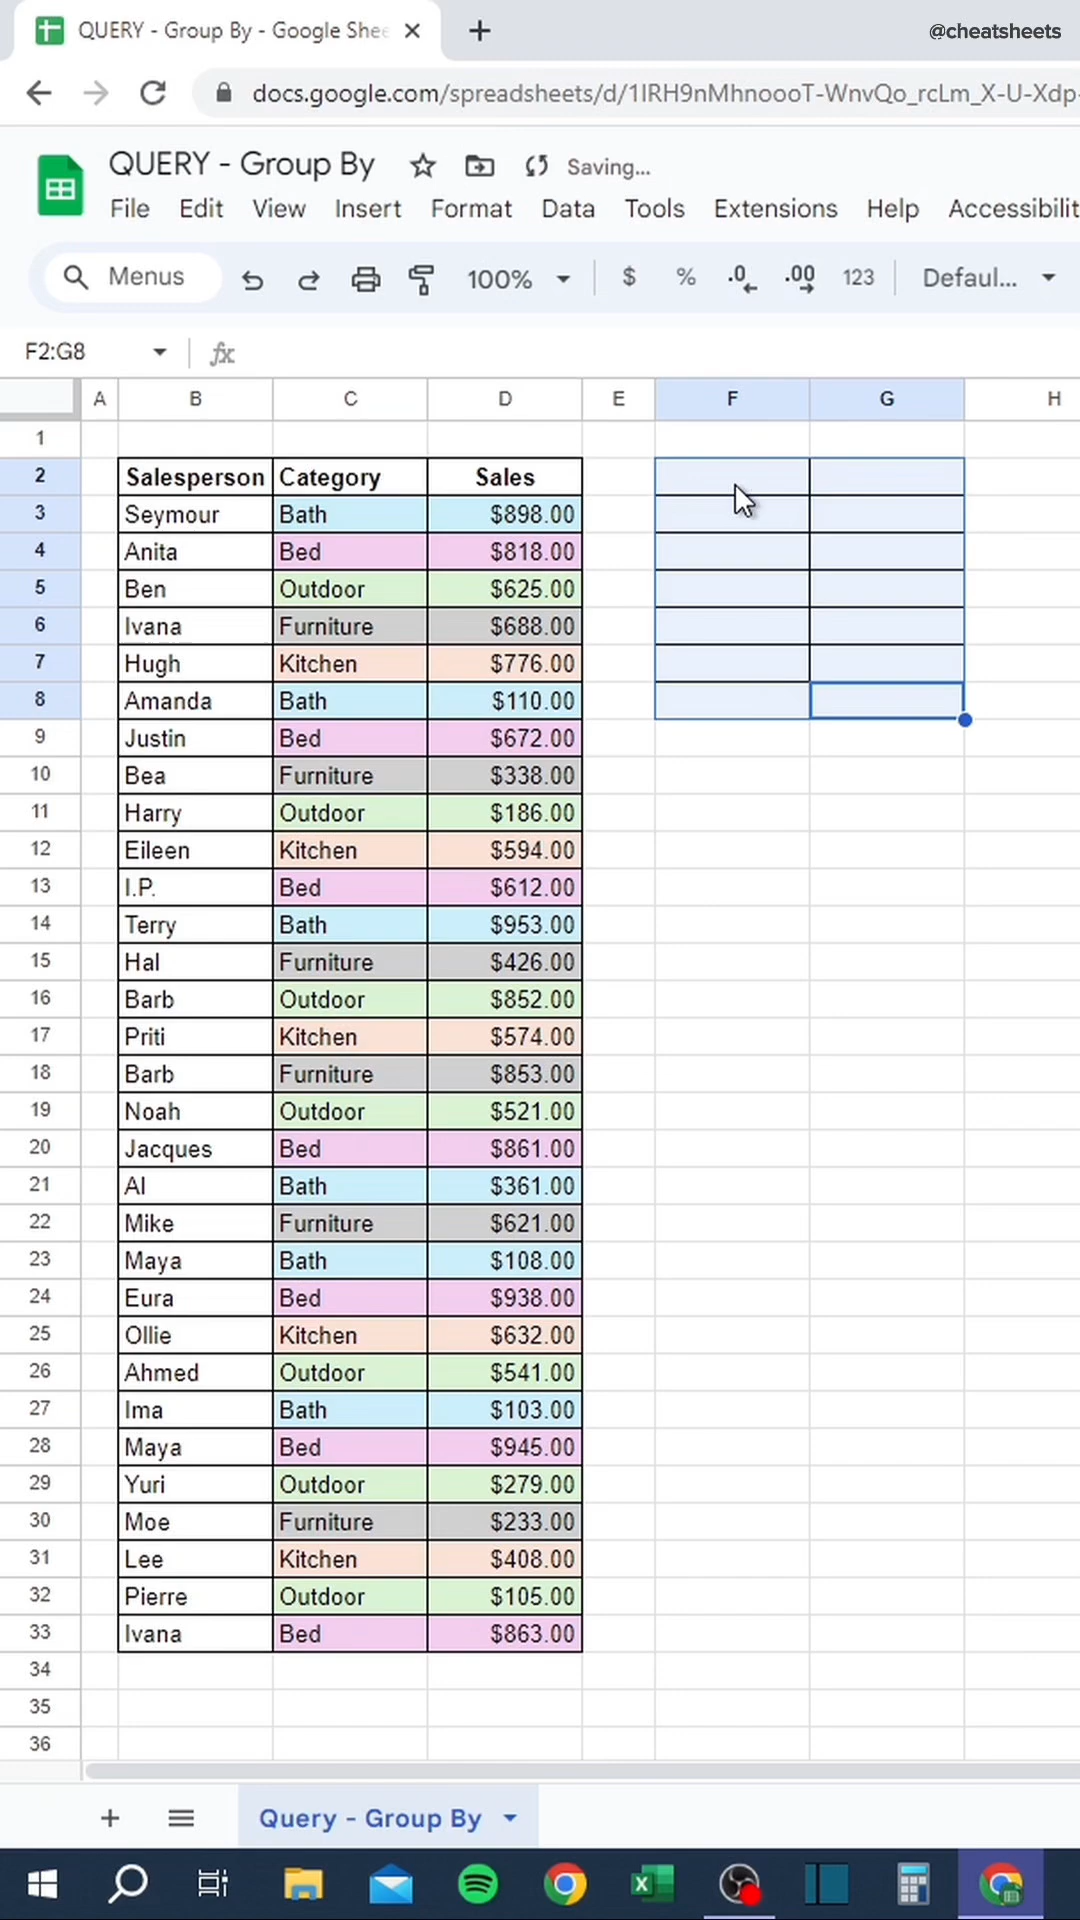 QUERY - Group By - Google Shee
@cheatsheets
docs.google.com/spreadsheets/d/1IRH9nMhnoooT-WnvQo_rcLm_X-U-Xdp-
QUERY - Group By Saving...
File Edit View Insert Format Data Tools Extensions Help Accessibilit
Menus 100% $ % .0 .00 123 Defaul...
F2:G8 fx
A B C D E F G H
1
2 Salesperson Category Sales
3 Seymour Bath $898.00
4 Anita Bed $818.00
5 Ben Outdoor $625.00
6 Ivana Furniture $688.00
7 Hugh Kitchen $776.00
8 Amanda Bath $110.00
9 Justin Bed $672.00
10 Bea Furniture $338.00
11 Harry Outdoor $186.00
12 Eileen Kitchen $594.00
13 I.P. Bed $612.00
14 Terry Bath $953.00
15 Hal Furniture $426.00
16 Barb Outdoor $852.00
17 Priti Kitchen $574.00
18 Barb Furniture $853.00
19 Noah Outdoor $521.00
20 Jacques Bed $861.00
21 Al Bath $361.00
22 Mike Furniture $621.00
23 Maya Bath $108.00
24 Eura Bed $938.00
25 Ollie Kitchen $632.00
26 Ahmed Outdoor $541.00
27 Ima Bath $103.00
28 Maya Bed $945.00
29 Yuri Outdoor $279.00
30 Moe Furniture $233.00
31 Lee Kitchen $408.00
32 Pierre Outdoor $105.00
33 Ivana Bed $863.00
34
35
36
Query - Group By